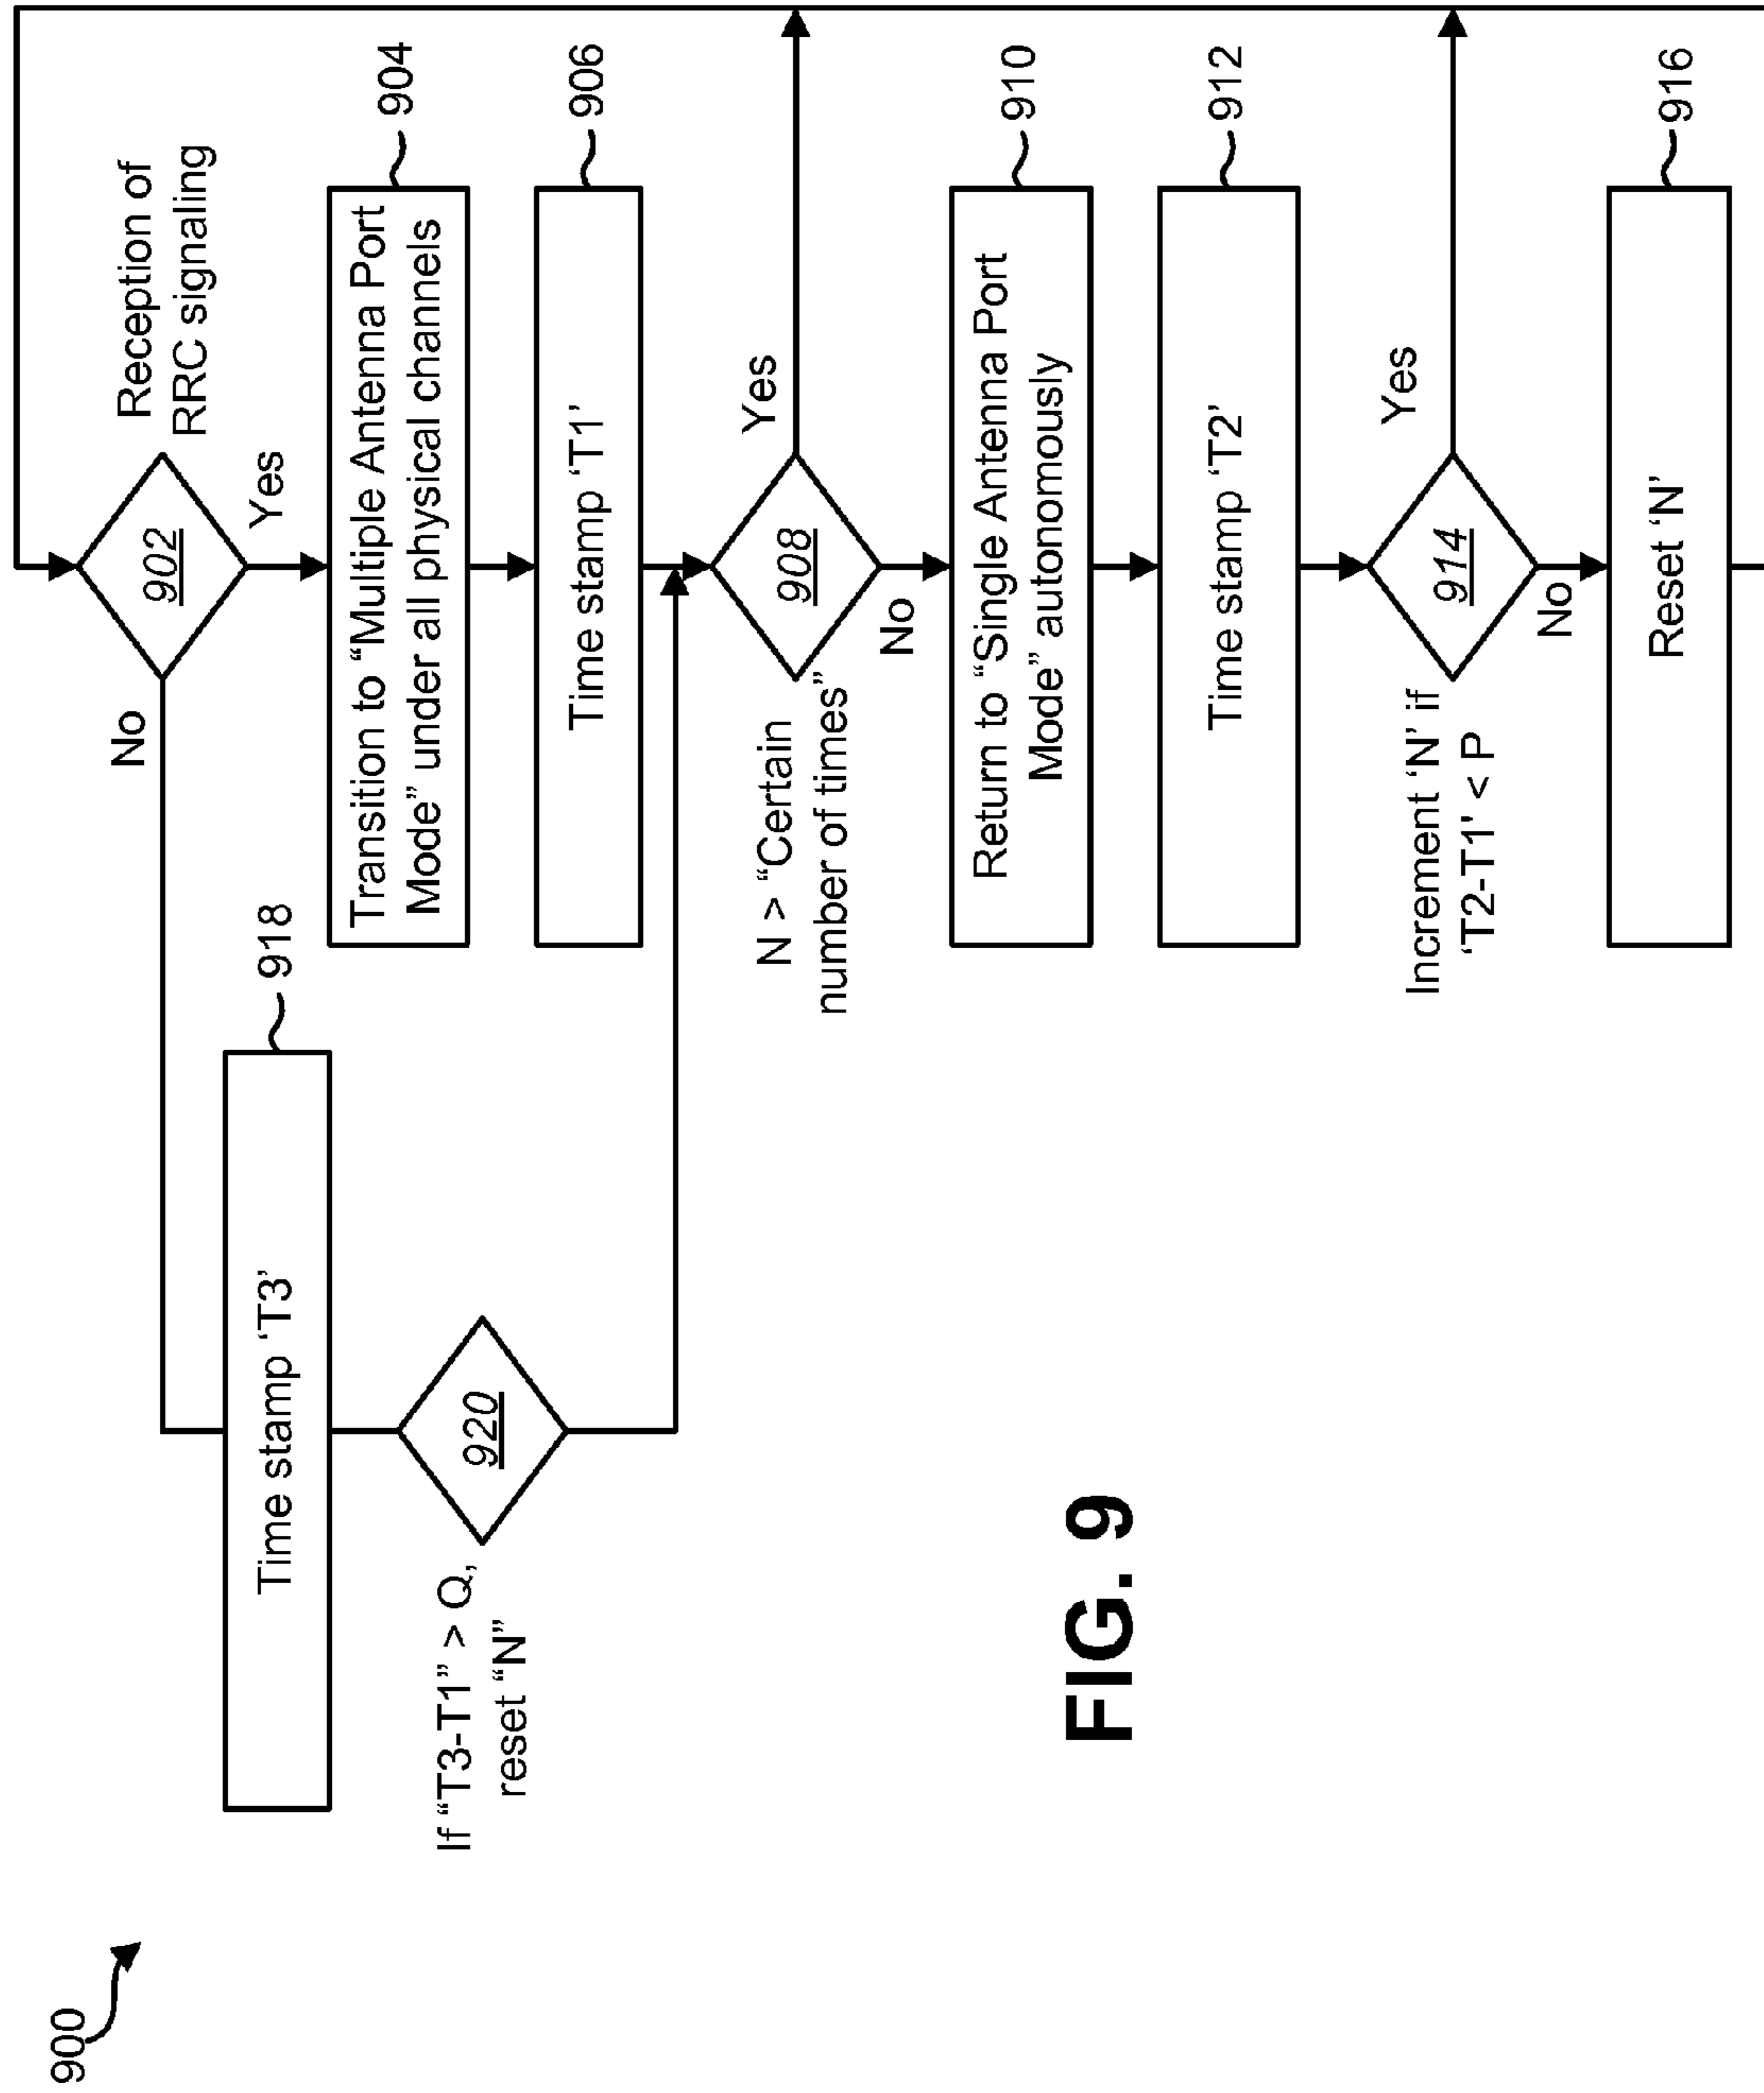 900
Reception of
RRC signaling
902
No
Yes
Time stamp ‘T3’
918
If “T3-T1” > Q,
reset “N”
920
Transition to “Multiple Antenna Port
Mode” under all physical channels
904
Time stamp ‘T1’
906
N > “Certain
number of times”
908
Yes
No
Return to “Single Antenna Port
Mode” autonomously
910
Time stamp ‘T2’
912
Increment ‘N’ if
‘T2-T1' < P
914
Yes
No
Reset ‘N’
916
FIG. 9